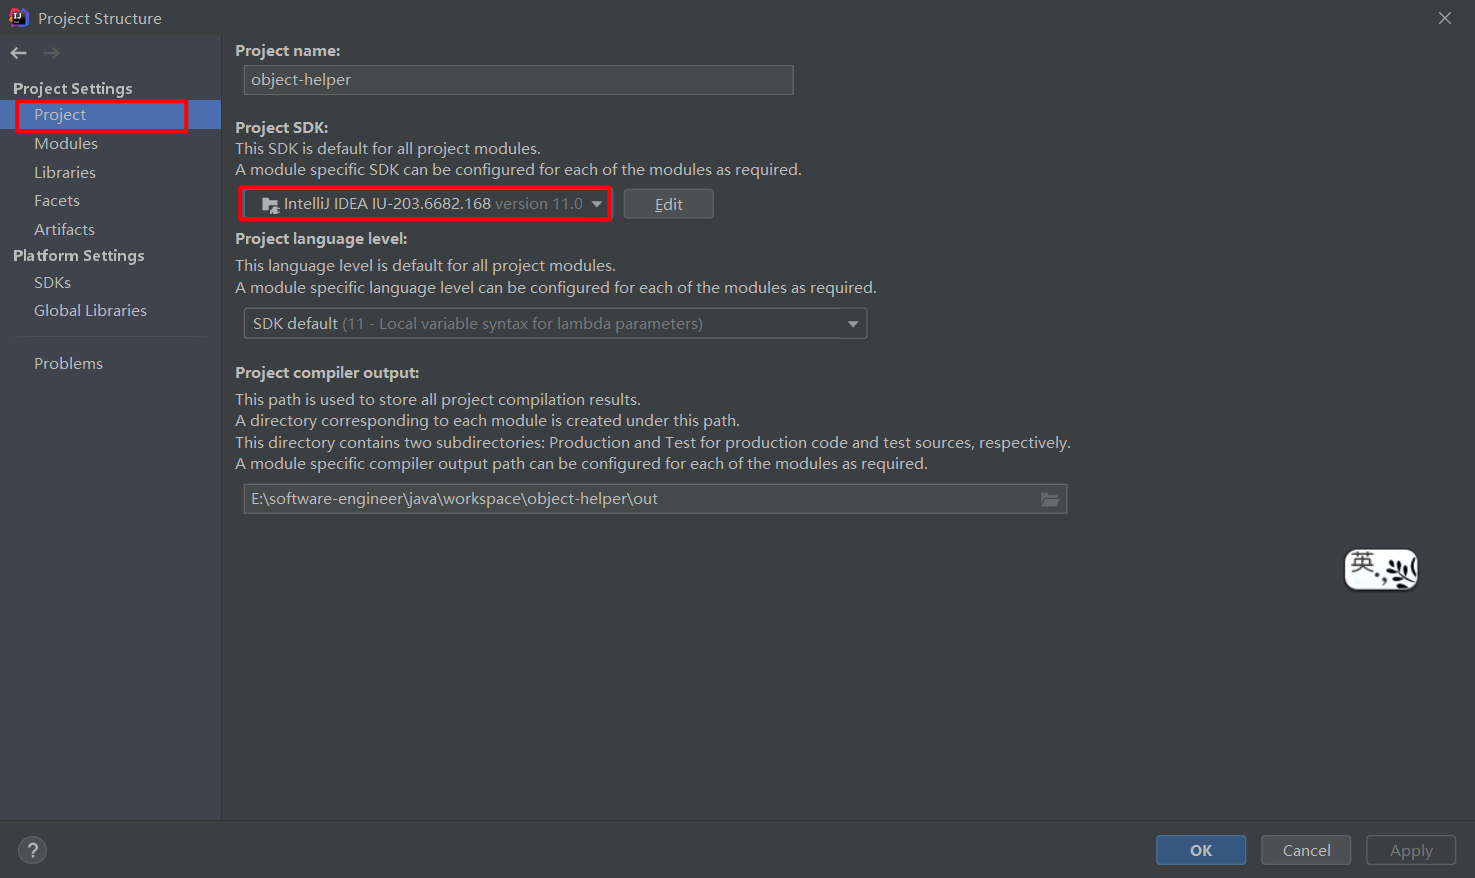 Project Structure
Project Settings
Project
Modules
Libraries
Facets
Artifacts
Platform Settings
SDKs
Global Libraries
Problems
Project name:
object-helper
Project SDK:
This SDK is default for all project modules.
A module specific SDK can be configured for each of the modules as required.
IntelliJ IDEA IU-203.6682.168 version 11.0
Edit
Project language level:
This language level is default for all project modules.
A module specific language level can be configured for each of the modules as required.
SDK default (11 - Local variable syntax for lambda parameters)
Project compiler output:
This path is used to store all project compilation results.
A directory corresponding to each module is created under this path.
This directory contains two subdirectories: Production and Test for production code and test sources, respectively.
A module specific compiler output path can be configured for each of the modules as required.
E:\software-engineer\java\workspace\object-helper\out
英
?
OK
Cancel
Apply